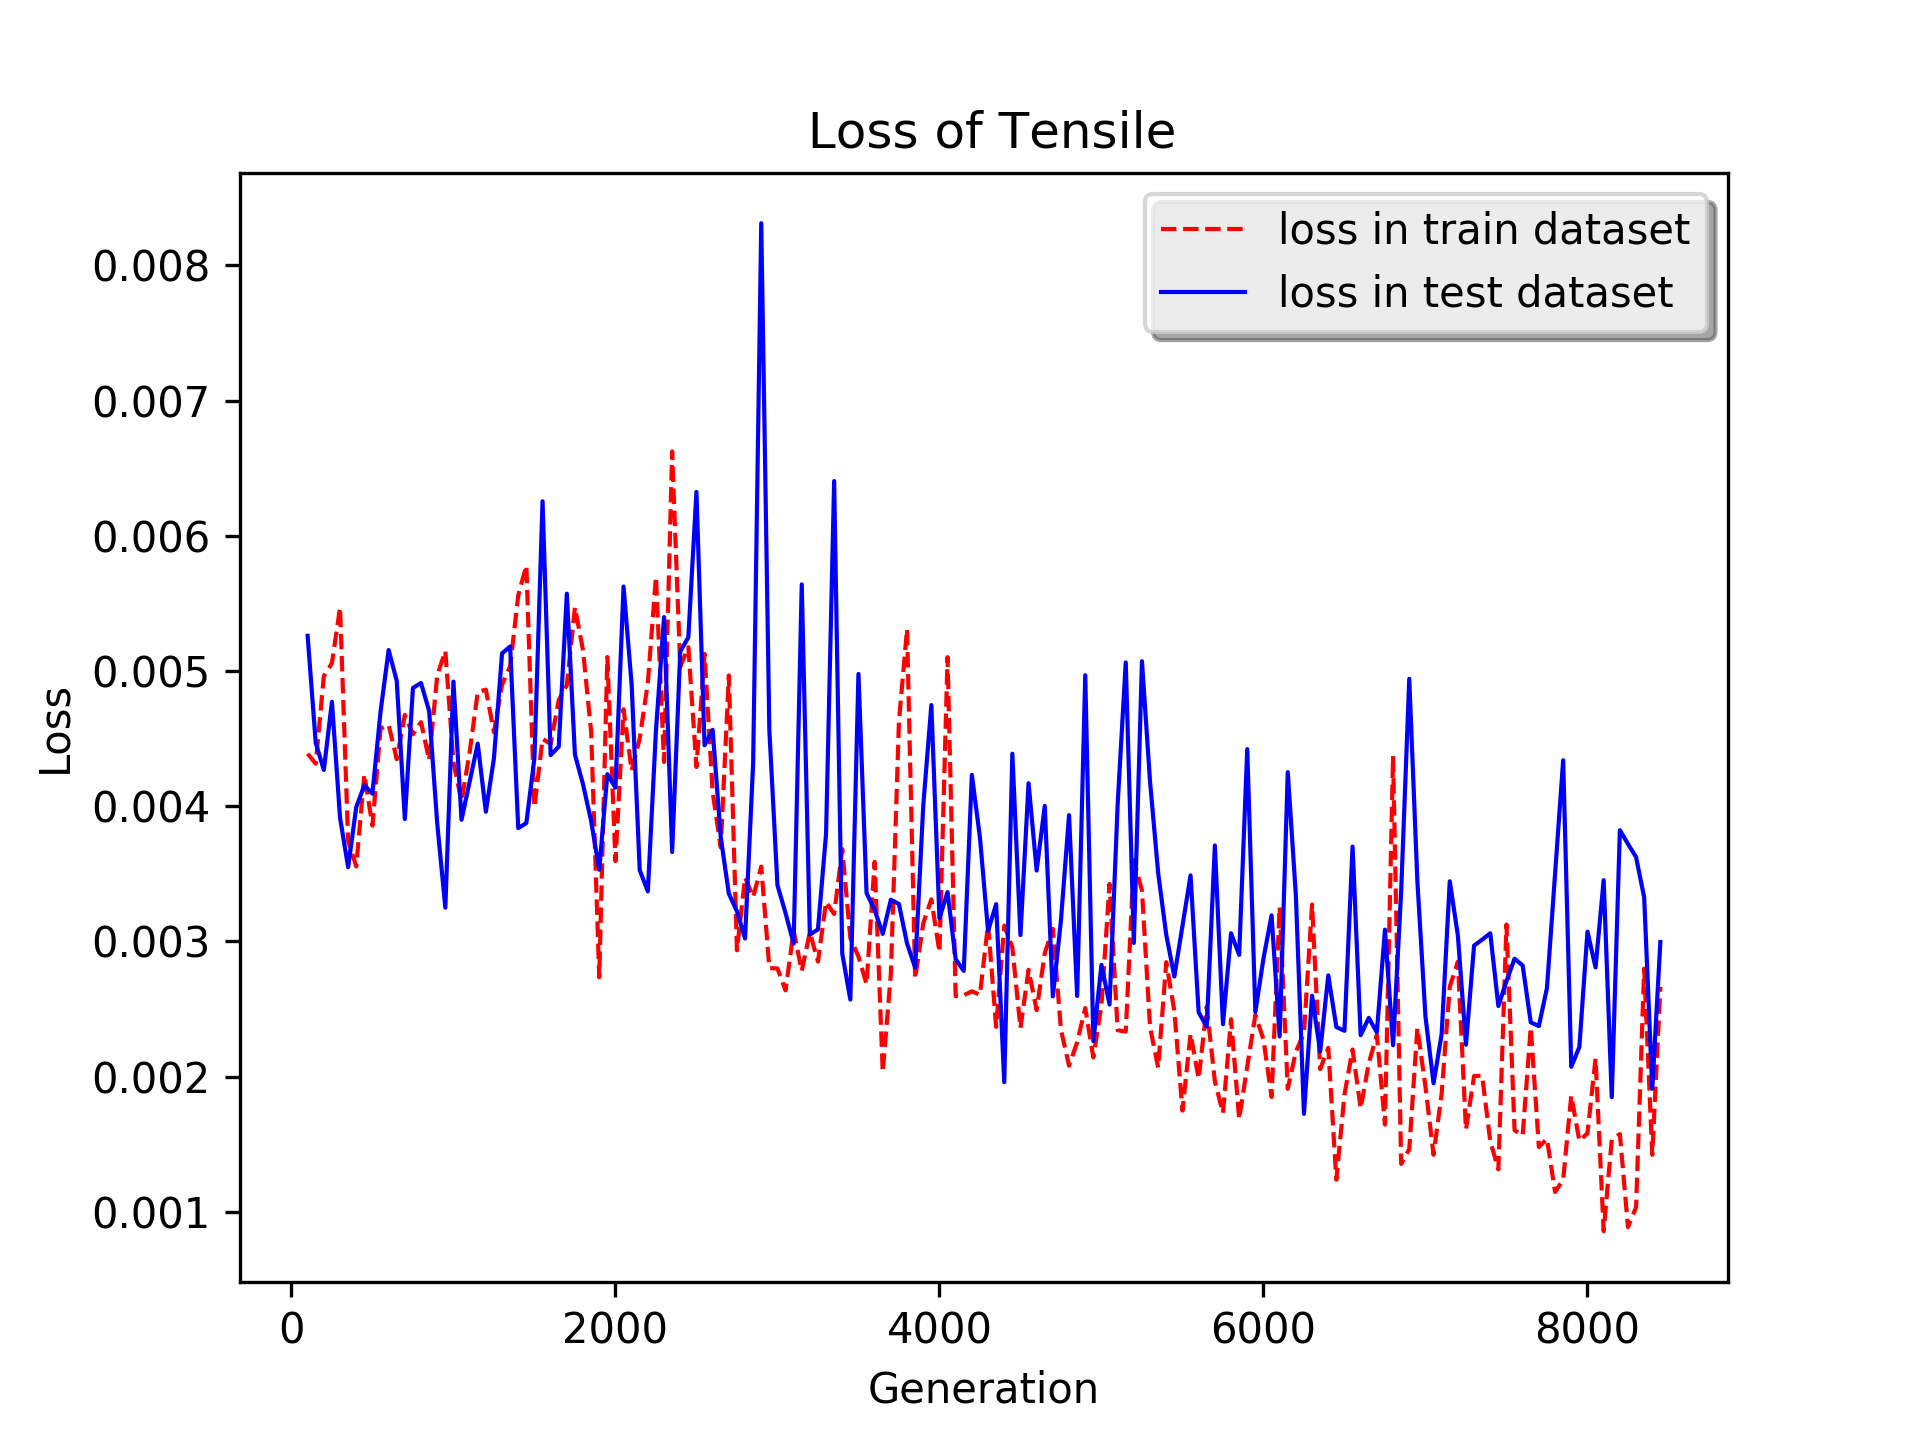 Loss of Tensile
loss in train dataset
loss in test dataset
0.008
0.007
0.006
0.005
0.004
0.003
0.002
0.001
Loss
0
2000
4000
6000
8000
Generation